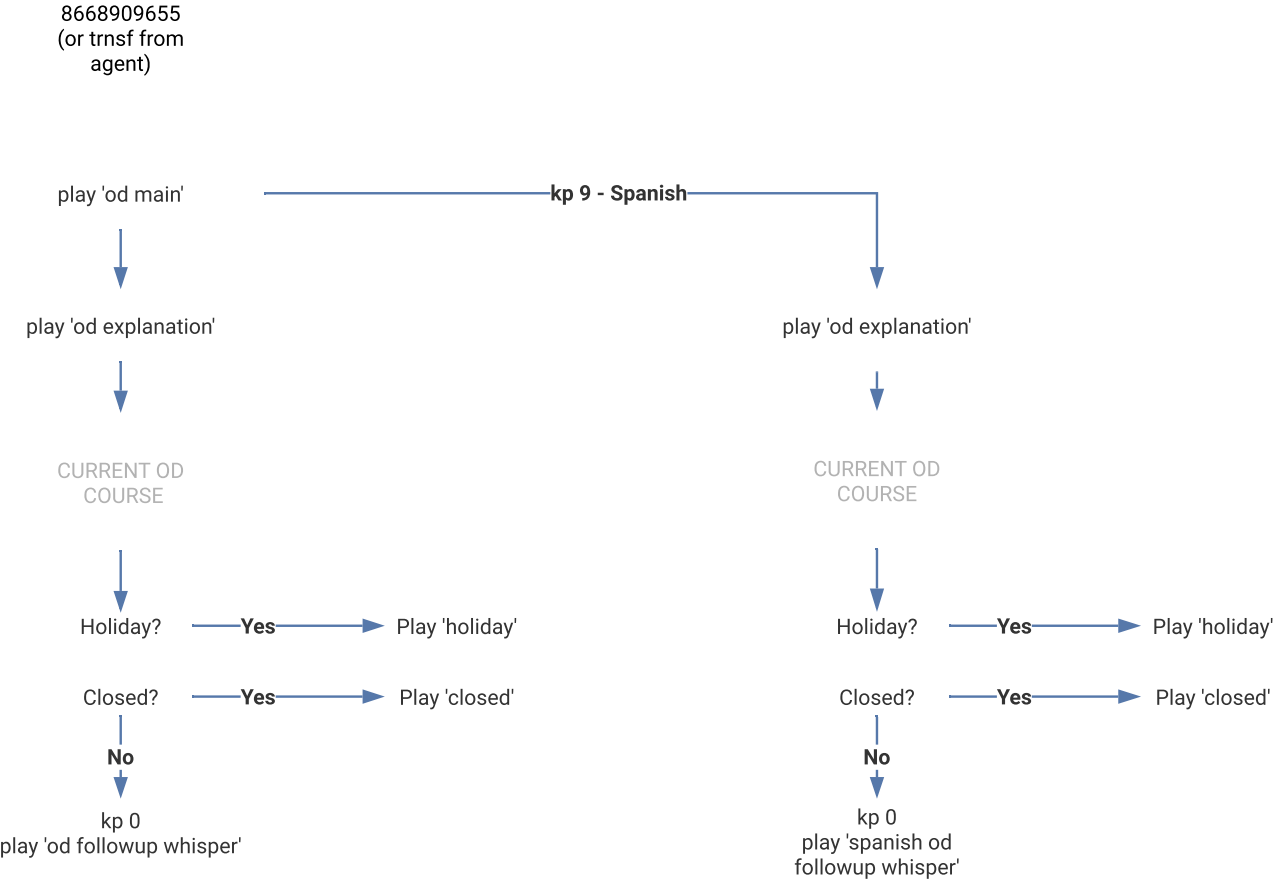 8668909655
(or trnsf from
agent)
play 'od main'
kp 9 - Spanish
play 'od explanation'
play 'od explanation'
CURRENT OD
COURSE
CURRENT OD
COURSE
Holiday?
Yes
Play 'holiday'
Holiday?
Yes
Play 'holiday'
Closed?
Yes
Play 'closed'
Closed?
Yes
Play 'closed'
No
No
kp 0
play 'od followup whisper'
kp 0
play 'spanish od
followup whisper'